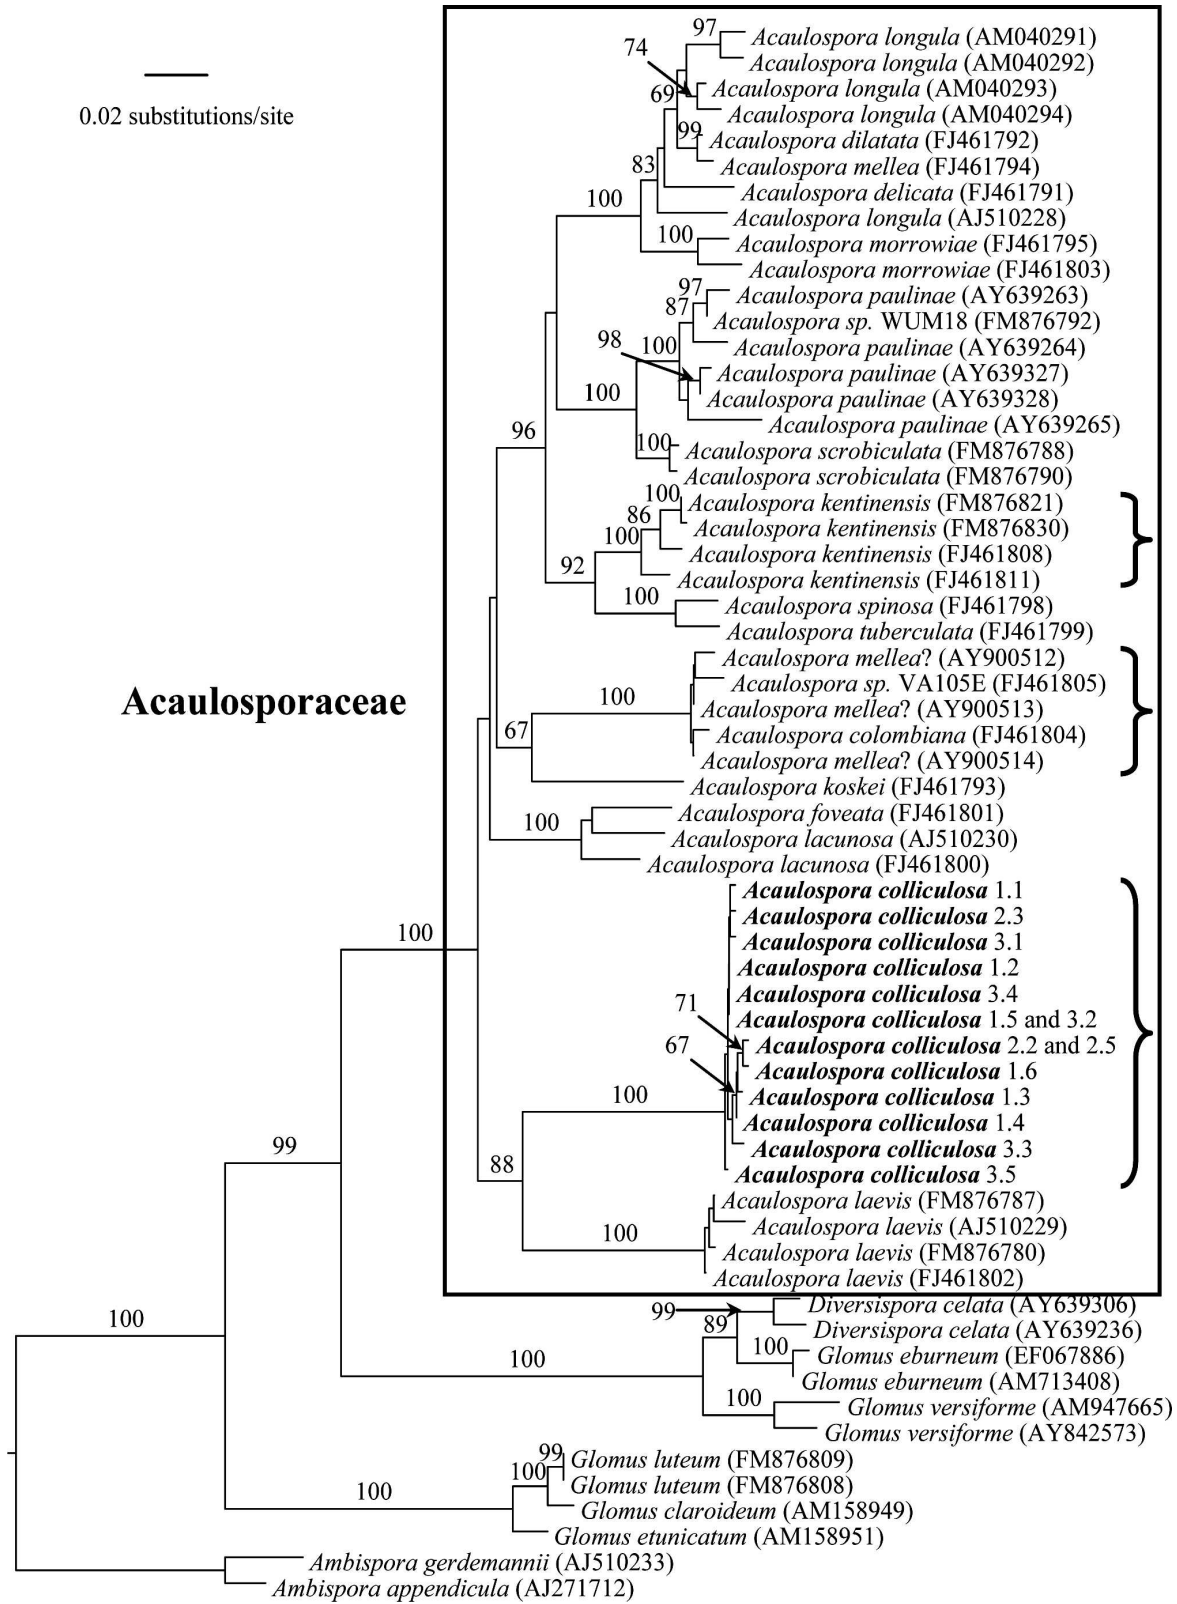 97
Acaulospora longula (AM040291)
74
Acaulospora longula (AM040292)
Acaulospora longula (AM040293)
69
Acaulospora longula (AM040294)
0.02 substitutions/site
99
Acaulospora dilatata (FJ461792)
83
Acaulospora mellea (FJ461794)
Acaulospora delicata (FJ461791)
100
Acaulospora longula (AJ510228)
100
Acaulospora morrowiae (FJ461795)
Acaulospora morrowiae (FJ461803)
97
Acaulospora paulinae (AY639263)
87
Acaulospora sp. WUM18 (FM876792)
98
100
Acaulospora paulinae (AY639264)
Acaulospora paulinae (AY639327)
100
Acaulospora paulinae (AY639328)
Acaulospora paulinae (AY639265)
96
100
Acaulospora scrobiculata (FM876788)
Acaulospora scrobiculata (FM876790)
100
Acaulospora kentinensis (FM876821)
86
Acaulospora kentinensis (FM876830)
100
Acaulospora kentinensis (FJ461808)
92
Acaulospora kentinensis (FJ461811)
100
Acaulospora spinosa (FJ461798)
Acaulospora tuberculata (FJ461799)
Acaulospora mellea? (AY900512)
Acaulospora sp. VA105E (FJ461805)
Acaulosporaceae
100
Acaulospora mellea? (AY900513)
67
Acaulospora colombiana (FJ461804)
Acaulospora mellea? (AY900514)
Acaulospora koskei (FJ461793)
Acaulospora foveata (FJ461801)
100
Acaulospora lacunosa (AJ510230)
Acaulospora lacunosa (FJ461800)
Acaulospora colliculosa 1.1
Acaulospora colliculosa 2.3
100
Acaulospora colliculosa 3.1
Acaulospora colliculosa 1.2
Acaulospora colliculosa 3.4
71
Acaulospora colliculosa 1.5 and 3.2
67
Acaulospora colliculosa 2.2 and 2.5
Acaulospora colliculosa 1.6
100
Acaulospora colliculosa 1.3
Acaulospora colliculosa 1.4
99
Acaulospora colliculosa 3.3
88
Acaulospora colliculosa 3.5
Acaulospora laevis (FM876787)
100
Acaulospora laevis (AJ510229)
Acaulospora laevis (FM876780)
Acaulospora laevis (FJ461802)
99
Diversispora celata (AY639306)
100
89
Diversispora celata (AY639236)
100
100
Glomus eburneum (EF067886)
Glomus eburneum (AM713408)
100
Glomus versiforme (AM947665)
Glomus versiforme (AY842573)
99
Glomus luteum (FM876809)
100
Glomus luteum (FM876808)
100
Glomus claroideum (AM158949)
Glomus etunicatum (AM158951)
Ambispora gerdemannii (AJ510233)
Ambispora appendicula (AJ271712)